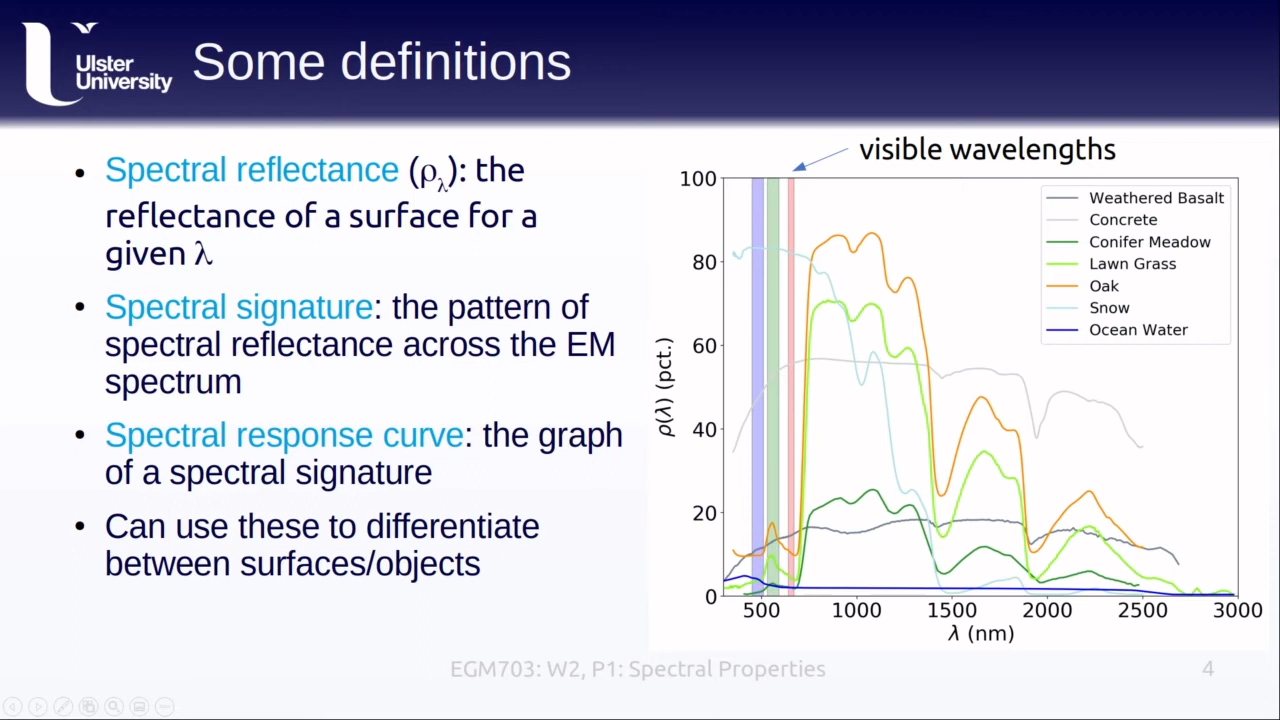 Ulster
University
Some definitions
• Spectral reflectance (ρλ): the
reflectance of a surface for a
given λ
• Spectral signature: the pattern of
spectral reflectance across the EM
spectrum
• Spectral response curve: the graph
of a spectral signature
• Can use these to differentiate
between surfaces/objects
visible wavelengths
100
80
60
40
20
0
ρ(λ) (pct.)
Weathered Basalt
Concrete
Conifer Meadow
Lawn Grass
Oak
Snow
Ocean Water
500 1000 1500 2000 2500 3000
λ (nm)
EGM703: W2, P1: Spectral Properties
4